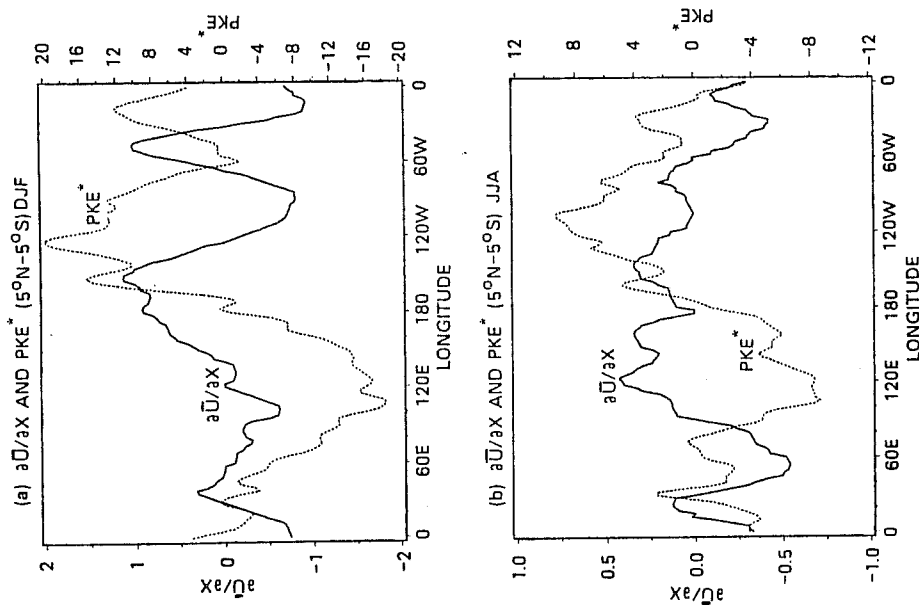 (a) ∂Ū/∂X AND PKE* (5°N–5°S) DJF
PKE*
20
16
12
8
4
0
-4
-8
-12
-16
-20
∂Ū/∂X
2
1
0
-1
-2
PKE*
∂Ū/∂X
0
60E
120E
180
120W
60W
0
LONGITUDE
(b) ∂Ū/∂X AND PKE* (5°N–5°S) JJA
PKE*
12
8
4
0
-4
-8
-12
∂Ū/∂X
1.0
0.5
0.0
-0.5
-1.0
∂Ū/∂X
PKE*
0
60E
120E
180
120W
60W
0
LONGITUDE